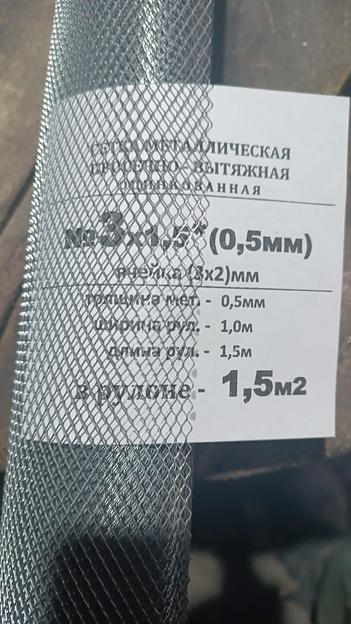 СЕТКА МЕТАЛЛИЧЕСКАЯ
ПРОСЕЧНО - ВЫТЯЖНАЯ
ОЦИНКОВАННАЯ
№3х1,5*(0,5мм)
ячейка (3х2)мм
толщина мет. - 0,5мм
ширина рул. - 1,0м
длина рул. - 1,5м
в рулоне - 1,5м2